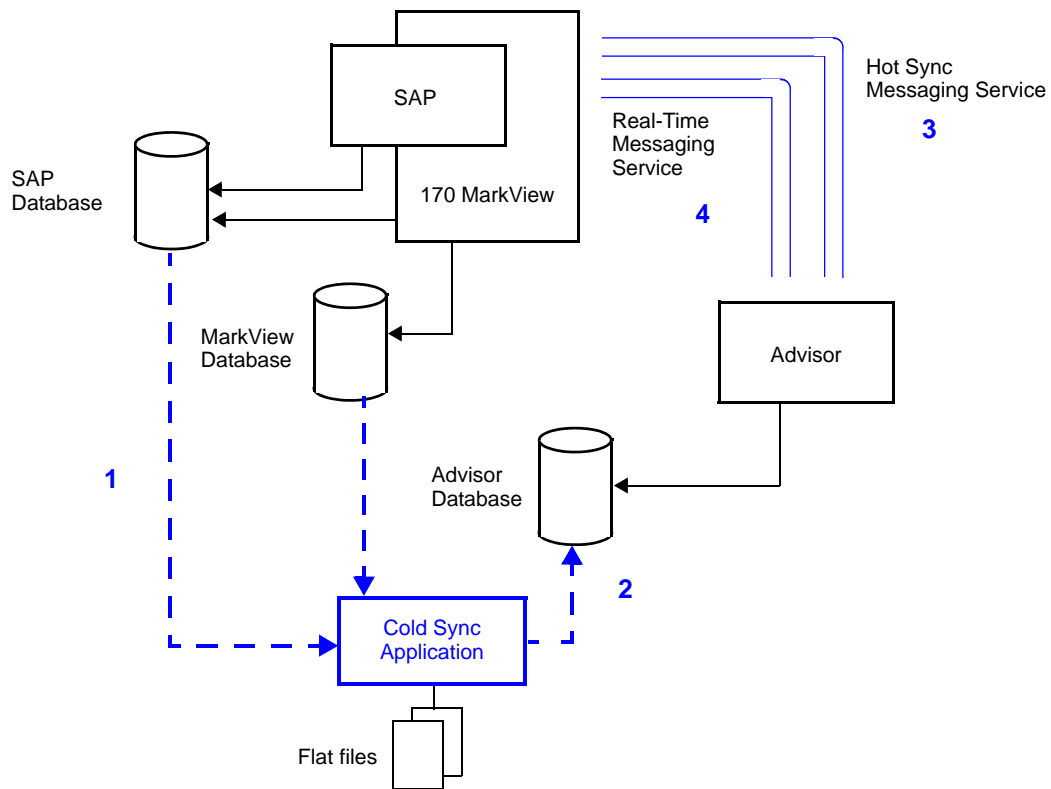 SAP
Hot Sync
Messaging Service
3
Real-Time
Messaging
Service
4
SAP
Database
170 MarkView
MarkView
Database
Advisor
1
Advisor
Database
2
Cold Sync
Application
Flat files